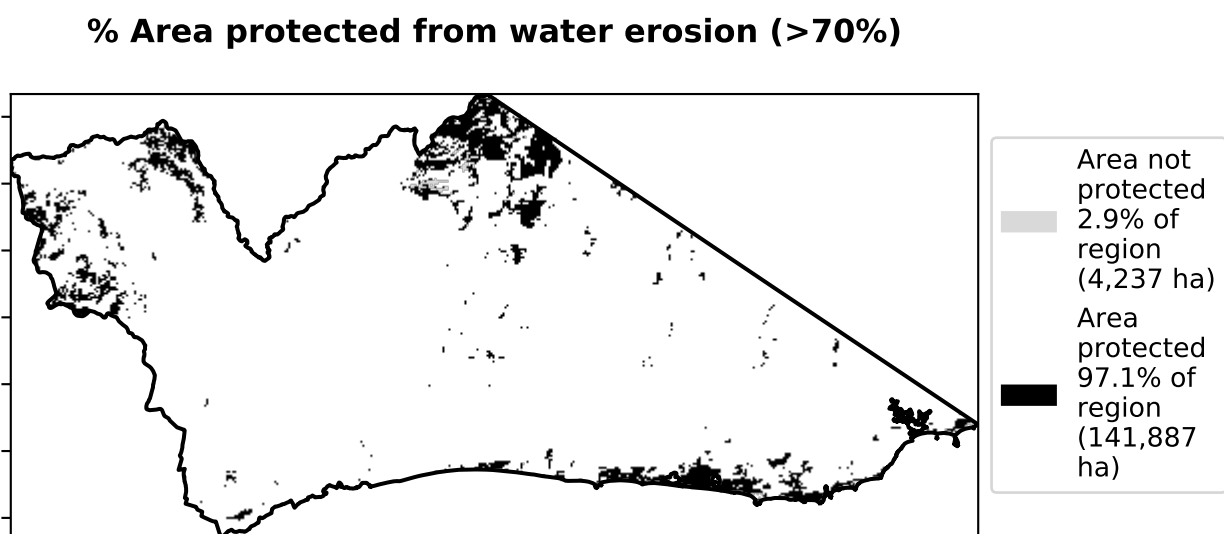 % Area protected from water erosion (>70%)
Area not
protected
2.9% of
region
(4,237 ha)
Area
protected
97.1% of
region
(141,887
ha)